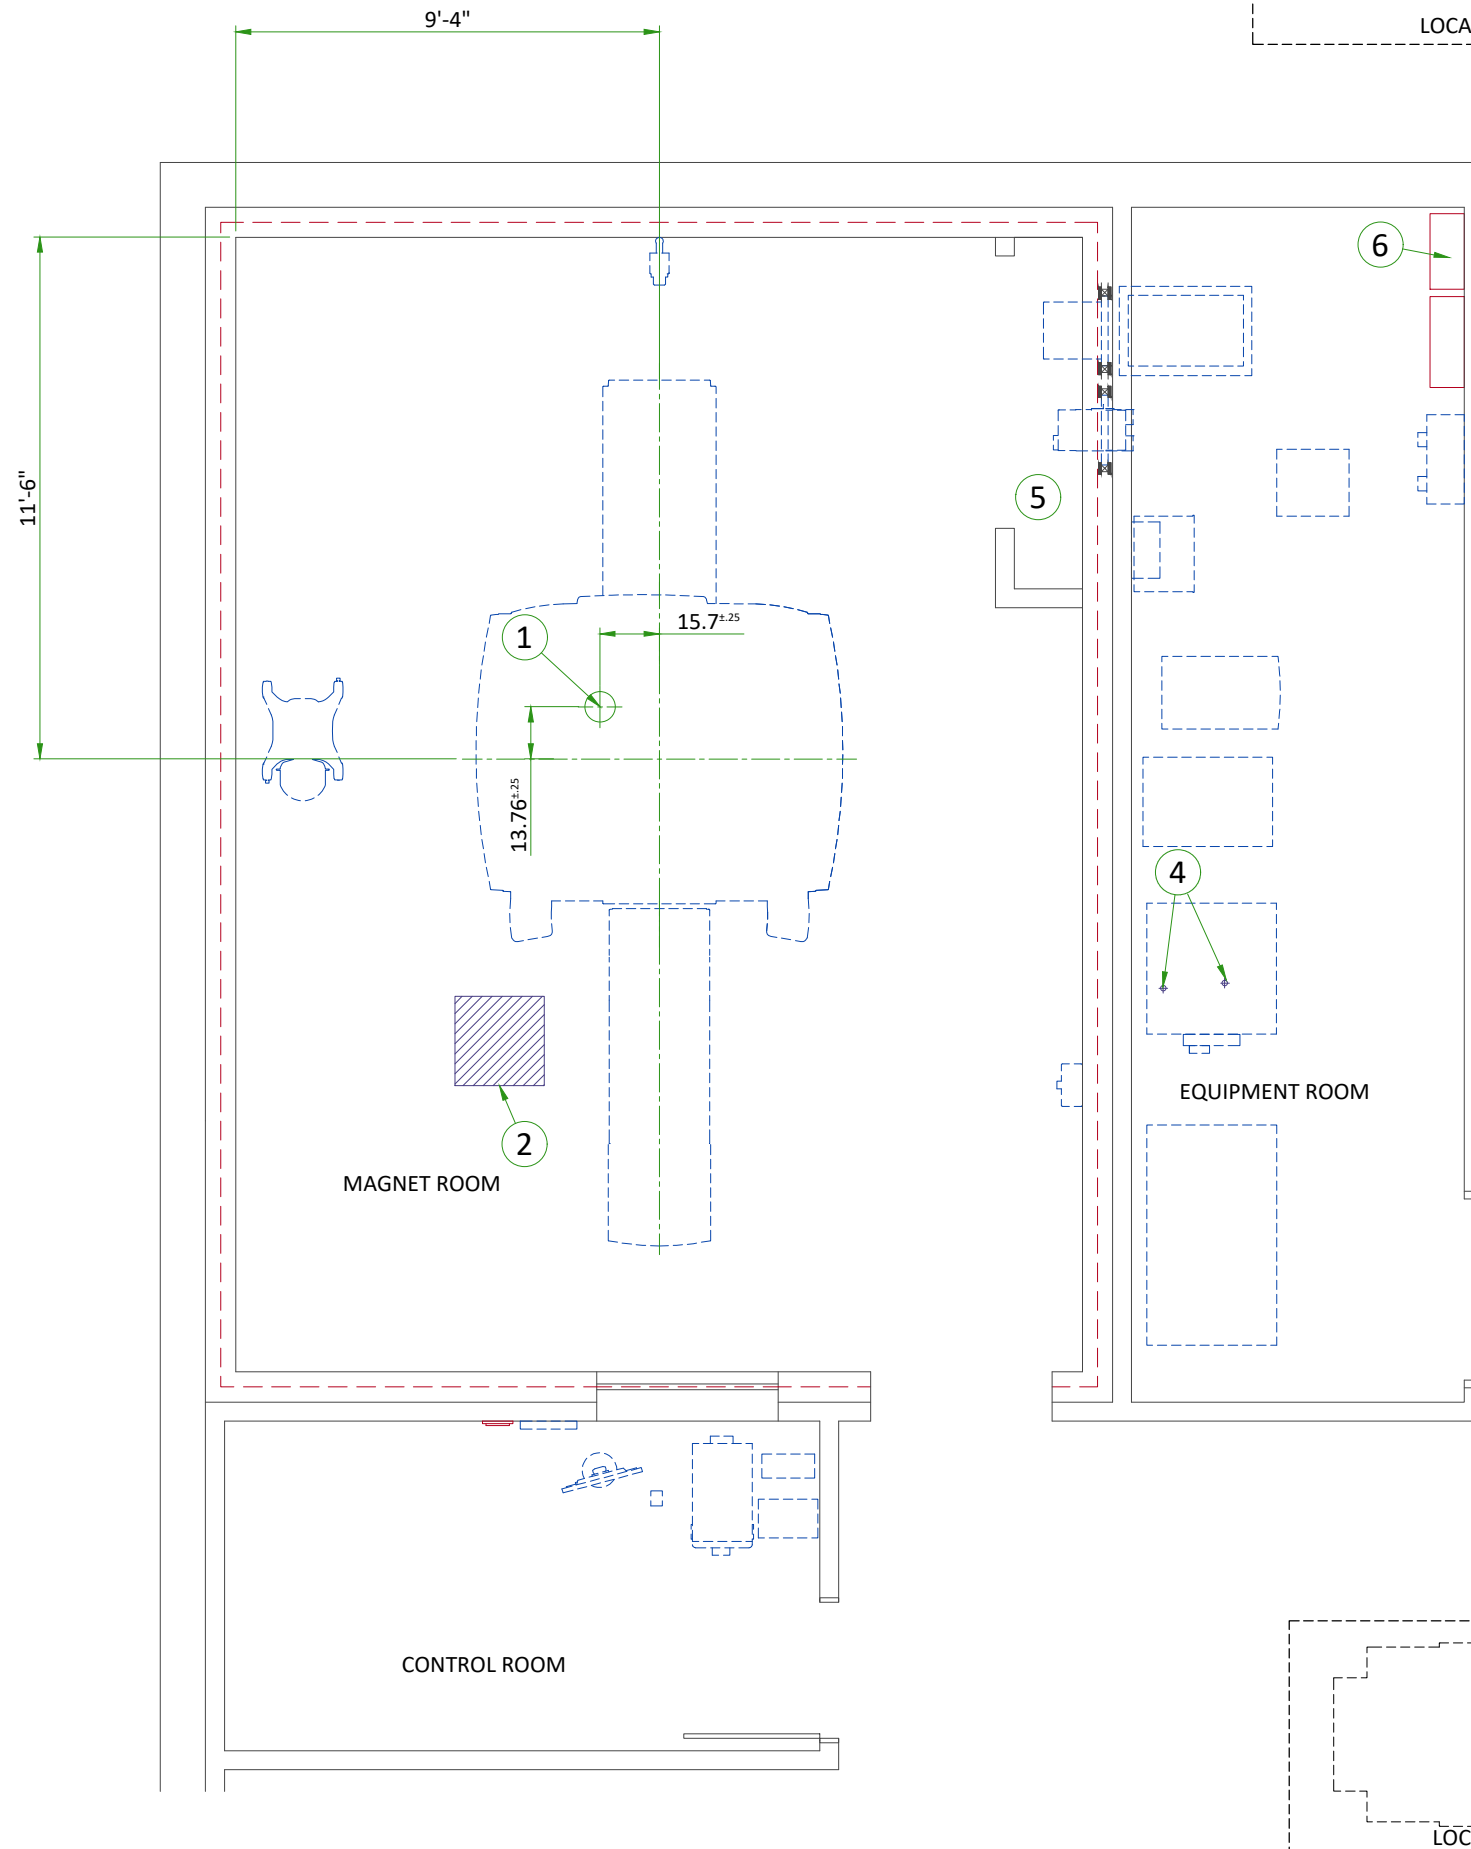 9'-4"
LOCA
6
11'-6"
5
15.7±.25
1
13.76±.25
4
EQUIPMENT ROOM
2
MAGNET ROOM
CONTROL ROOM
LOC